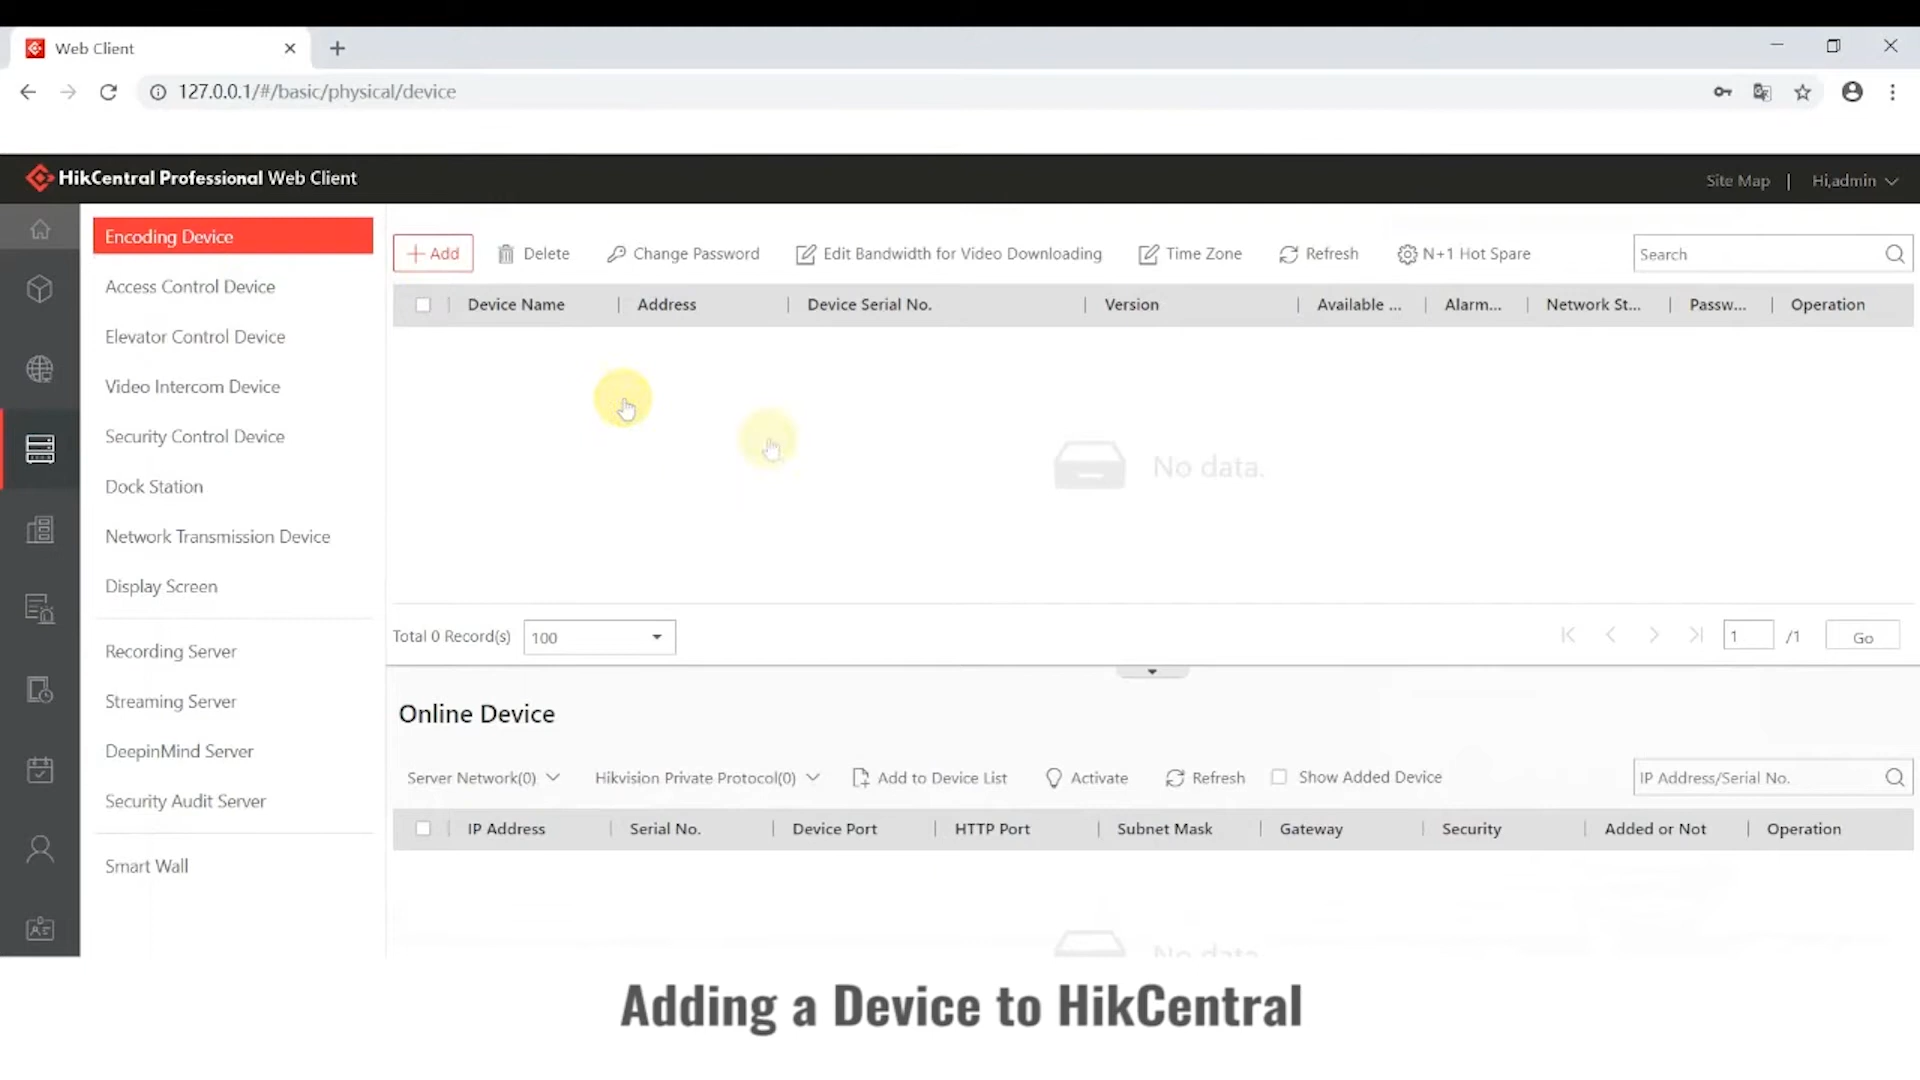 Web Client
127.0.0.1/#/basic/physical/device
HikCentral Professional Web Client
Site Map | Hi,admin
Encoding Device
Access Control Device
Elevator Control Device
Video Intercom Device
Security Control Device
Dock Station
Network Transmission Device
Display Screen
Recording Server
Streaming Server
DeepinMind Server
Security Audit Server
Smart Wall
Add Delete Change Password Edit Bandwidth for Video Downloading Time Zone Refresh N+1 Hot Spare Search
Device Name | Address | Device Serial No. | Version | Available ... | Alarm... | Network St... | Passw... | Operation
No data.
Total 0 Record(s) 100 1 /1 Go
Online Device
Server Network(0) Hikvision Private Protocol(0) Add to Device List Activate Refresh Show Added Device IP Address/Serial No.
IP Address | Serial No. | Device Port | HTTP Port | Subnet Mask | Gateway | Security | Added or Not | Operation
No data.
Adding a Device to HikCentral